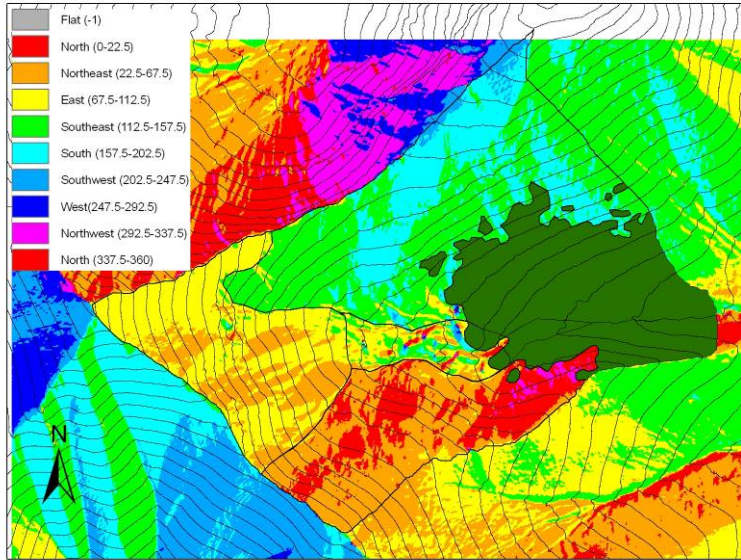 Flat (-1)
North (0-22.5)
Northeast (22.5-67.5)
East (67.5-112.5)
Southeast (112.5-157.5)
South (157.5-202.5)
Southwest (202.5-247.5)
West(247.5-292.5)
Northwest (292.5-337.5)
North (337.5-360)
N